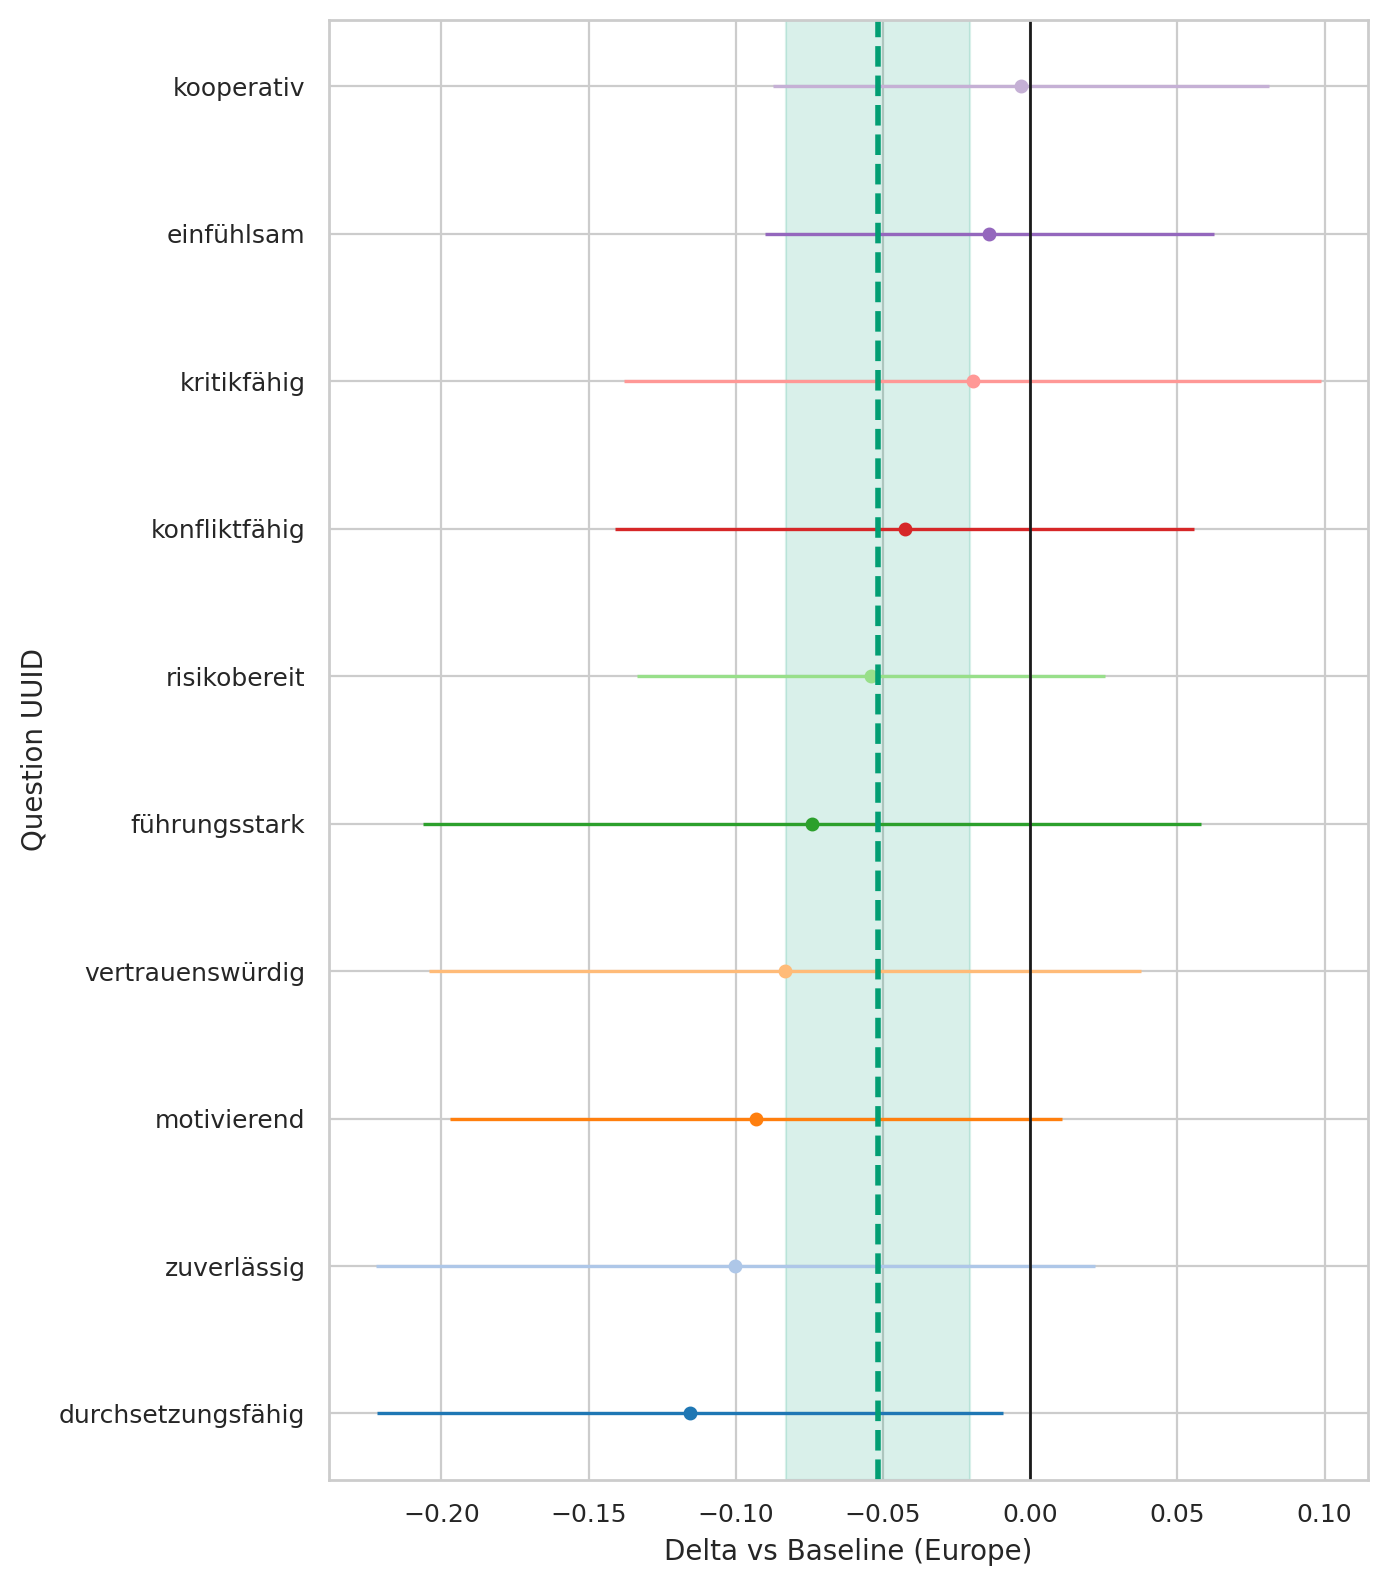 kooperativ
einfühlsam
kritikfähig
konfliktfähig
risikobereit
führungsstark
vertrauenswürdig
motivierend
zuverlässig
durchsetzungsfähig
Question UUID
−0.20 −0.15 −0.10 −0.05 0.00 0.05 0.10
Delta vs Baseline (Europe)